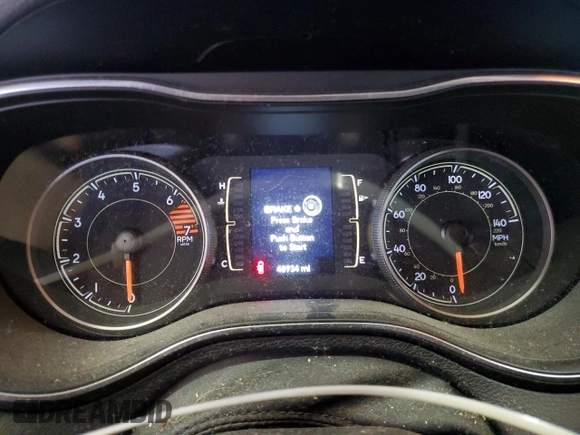 1
2
3
4
5
6
7
RPM
0
H
C
BRAKE +
Press Brake
and
Push Button
to Start
48934 mi
F
E
0
20
40
60
80
100
120
140
MPH
km/h
DREAMBID